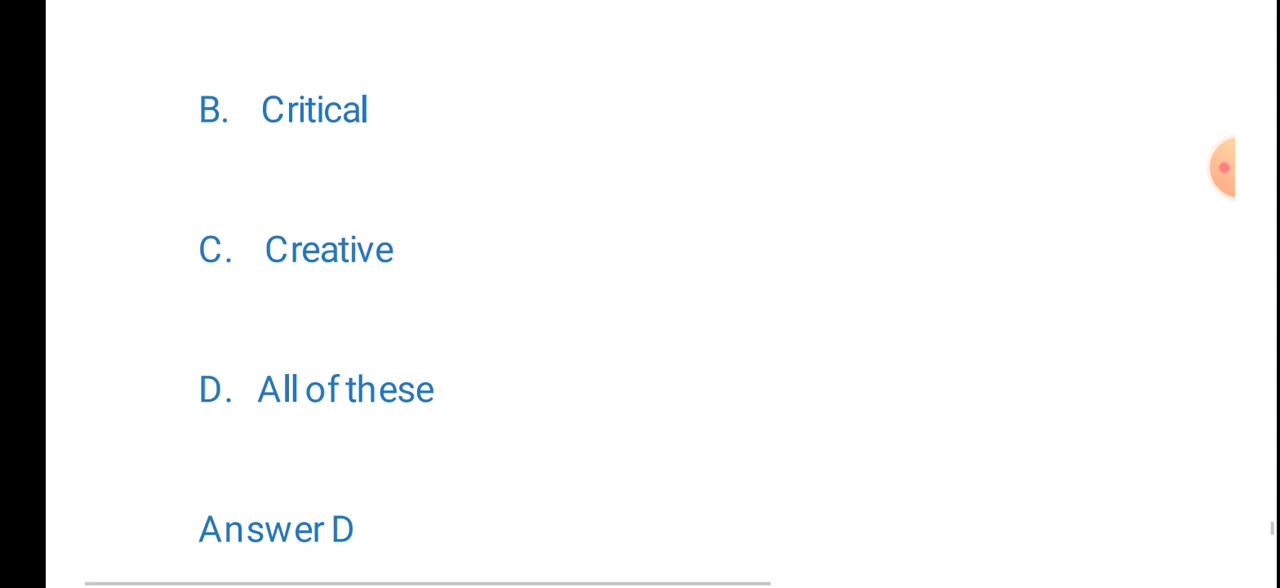 B. Critical
C. Creative
D. All of these
Answer D